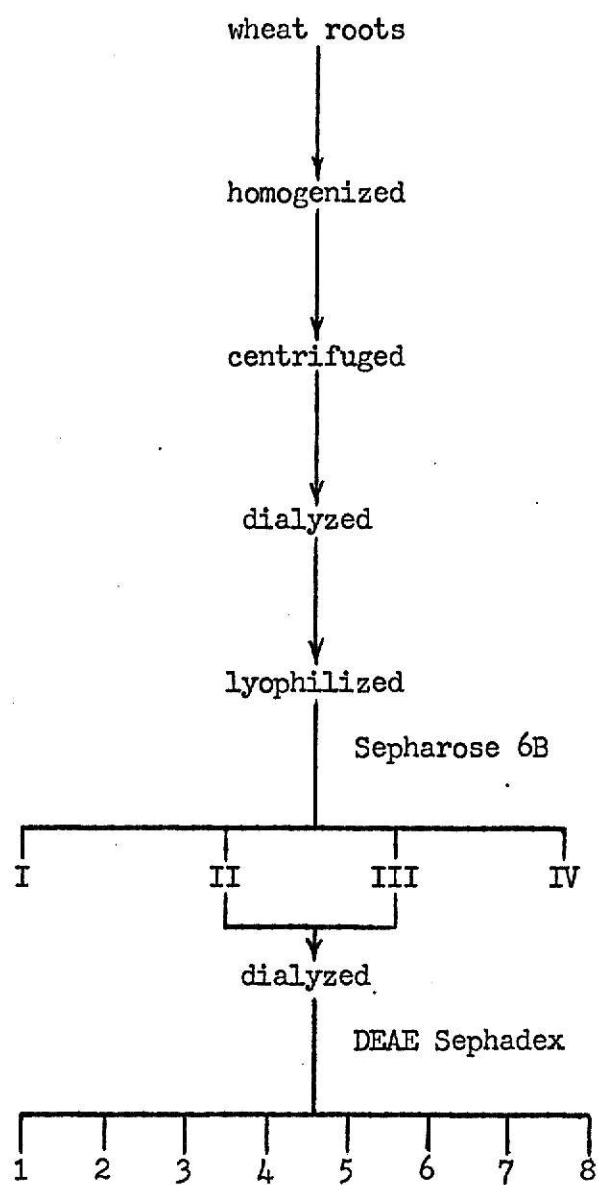 wheat roots
homogenized
centrifuged
dialyzed
lyophilized
Sepharose 6B
I II III IV
dialyzed
DEAE Sephadex
1 2 3 4 5 6 7 8